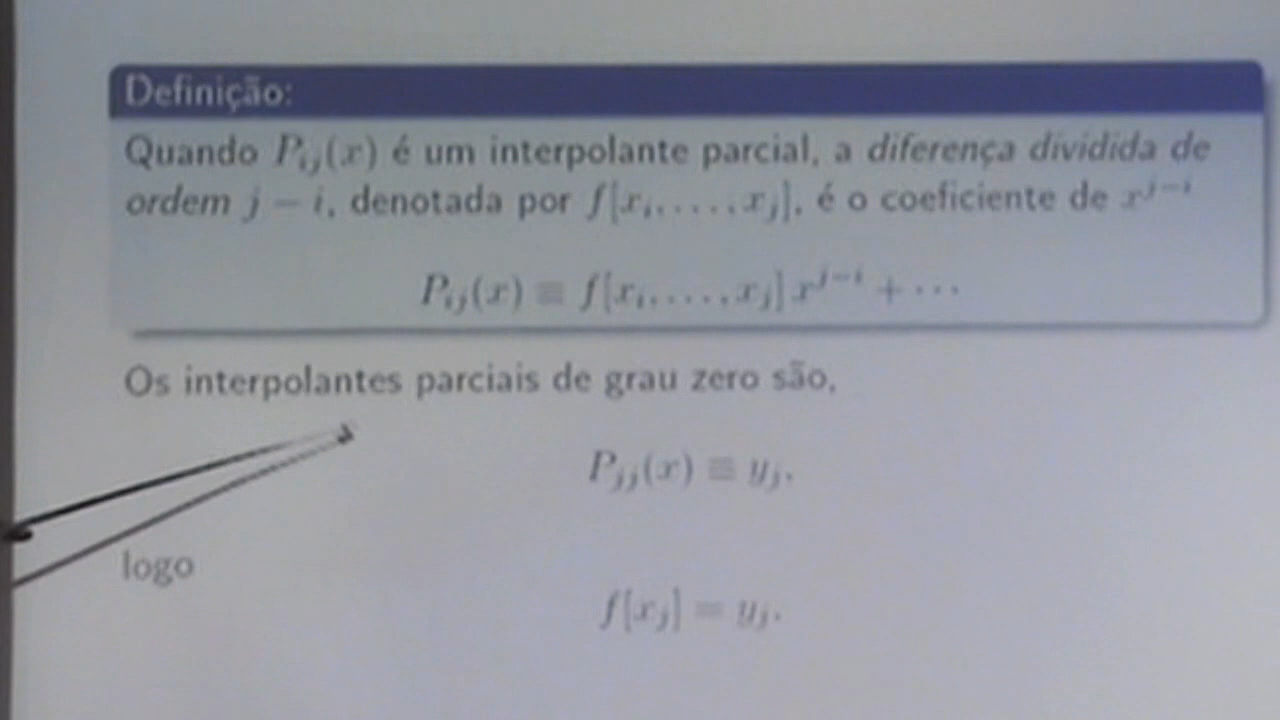 Definição:
Quando P_{ij}(x) é um interpolante parcial, a diferença dividida de
ordem j − i, denotada por f[x_i, . . . , x_j], é o coeficiente de x^{j−i}
P_{ij}(x) ≡ f[x_i, . . . , x_j] x^{j−i} + · · ·
Os interpolantes parciais de grau zero são,
P_{jj}(x) ≡ y_j.
logo
f[x_j] = y_j.